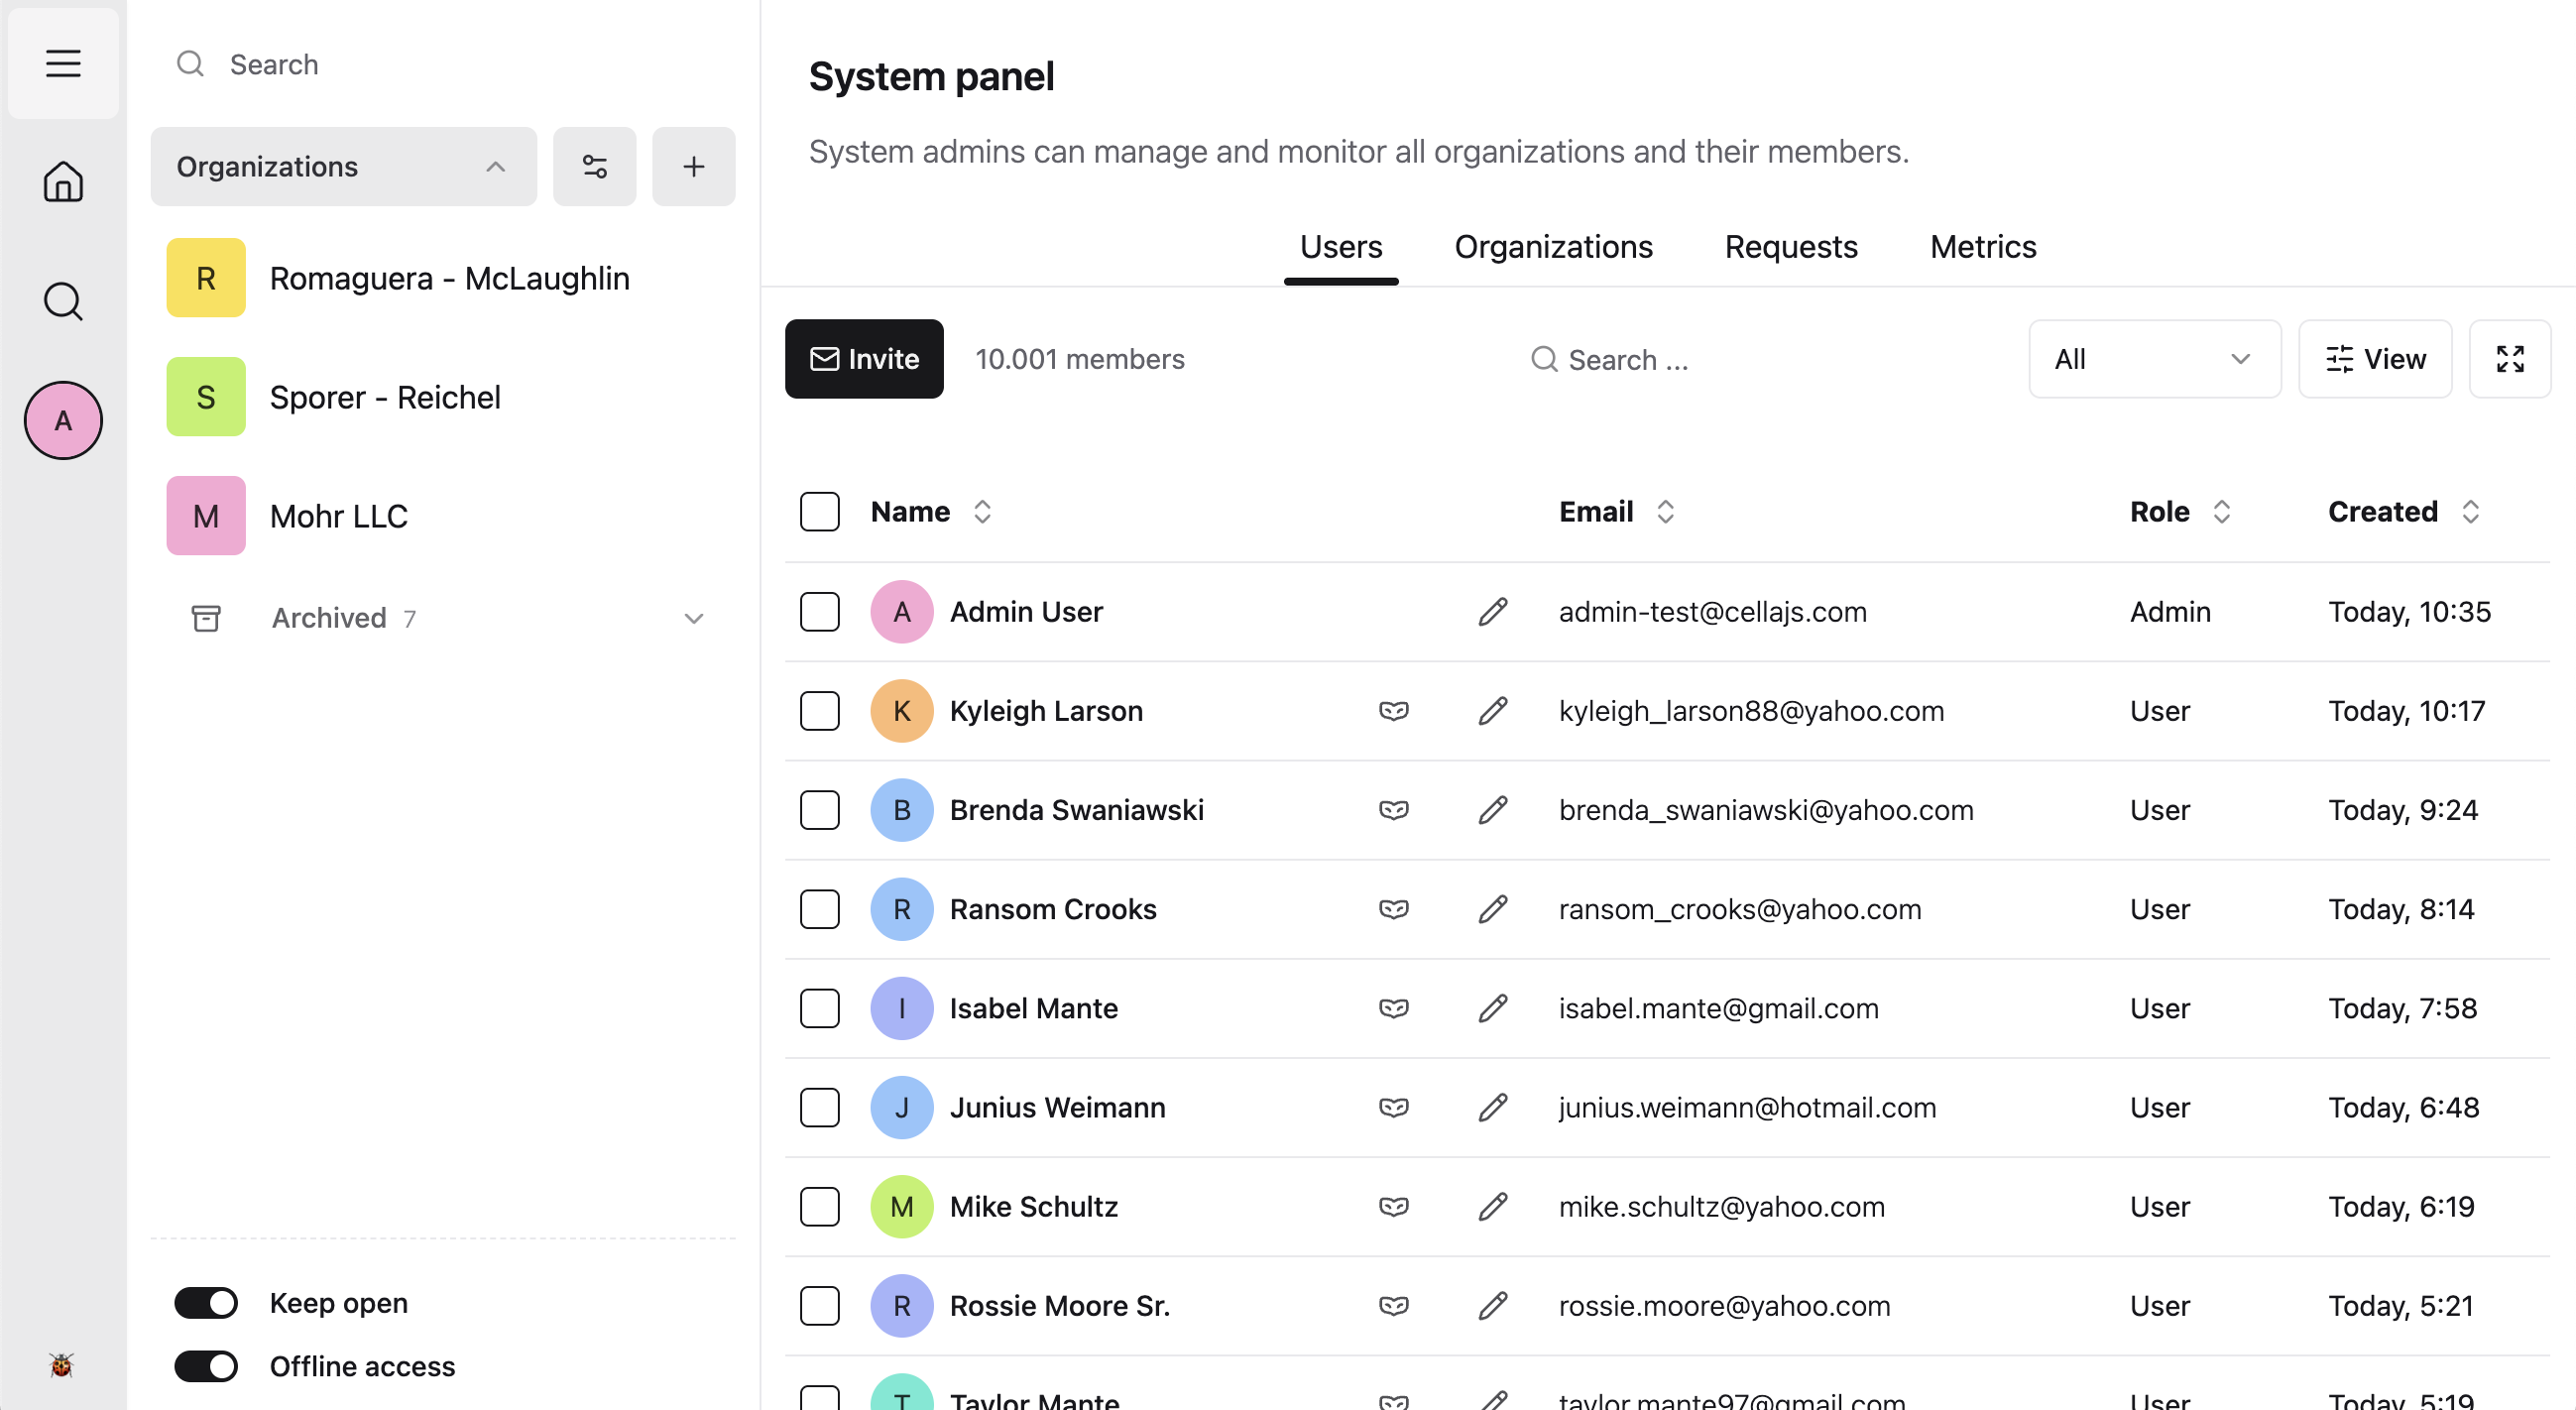 Search
Organizations
R Romaguera - McLaughlin
S Sporer - Reichel
M Mohr LLC
Archived 7
Keep open
Offline access
A
System panel
System admins can manage and monitor all organizations and their members.
Users Organizations Requests Metrics
Invite 10.001 members Search ... All View
Name Email Role Created
A Admin User admin-test@cellajs.com Admin Today, 10:35
K Kyleigh Larson kyleigh_larson88@yahoo.com User Today, 10:17
B Brenda Swaniawski brenda_swaniawski@yahoo.com User Today, 9:24
R Ransom Crooks ransom_crooks@yahoo.com User Today, 8:14
I Isabel Mante isabel.mante@gmail.com User Today, 7:58
J Junius Weimann junius.weimann@hotmail.com User Today, 6:48
M Mike Schultz mike.schultz@yahoo.com User Today, 6:19
R Rossie Moore Sr. rossie.moore@yahoo.com User Today, 5:21
T Taylor Mante taylor.mante97@gmail.com User Today, 5:19